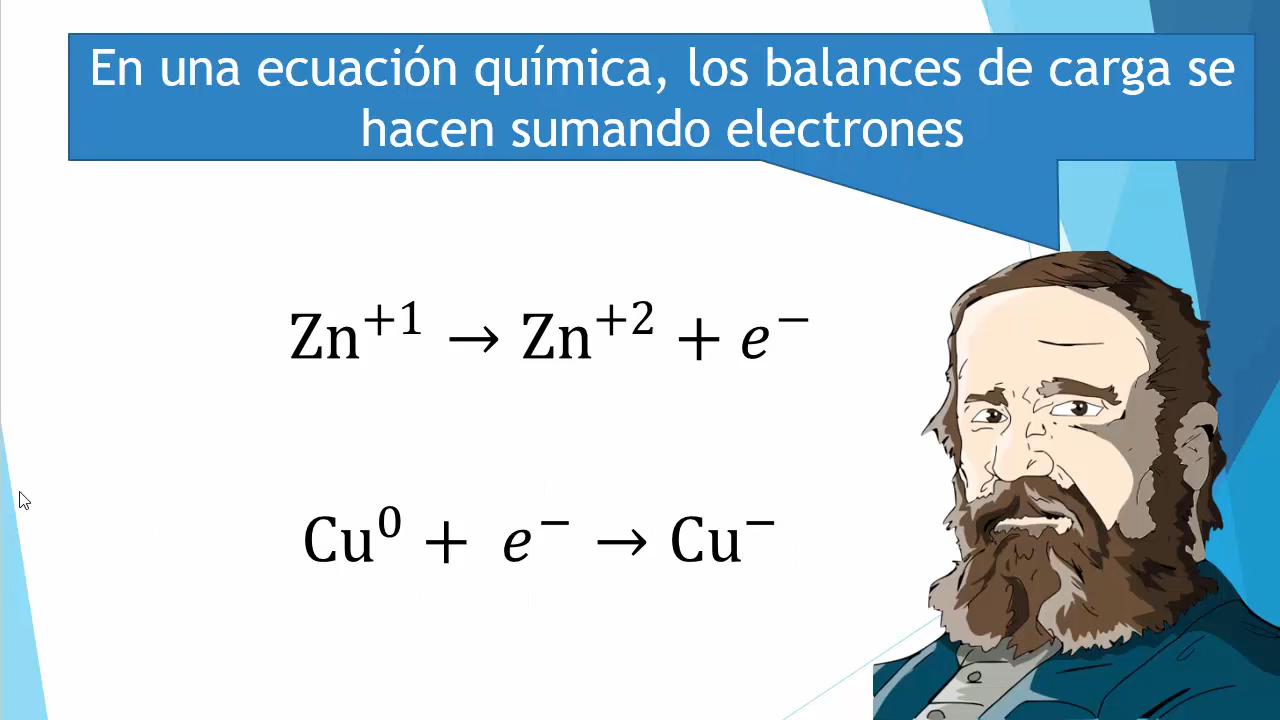 En una ecuación química, los balances de carga se
hacen sumando electrones
Zn⁺¹ → Zn⁺² + e⁻
Cu⁰ + e⁻ → Cu⁻